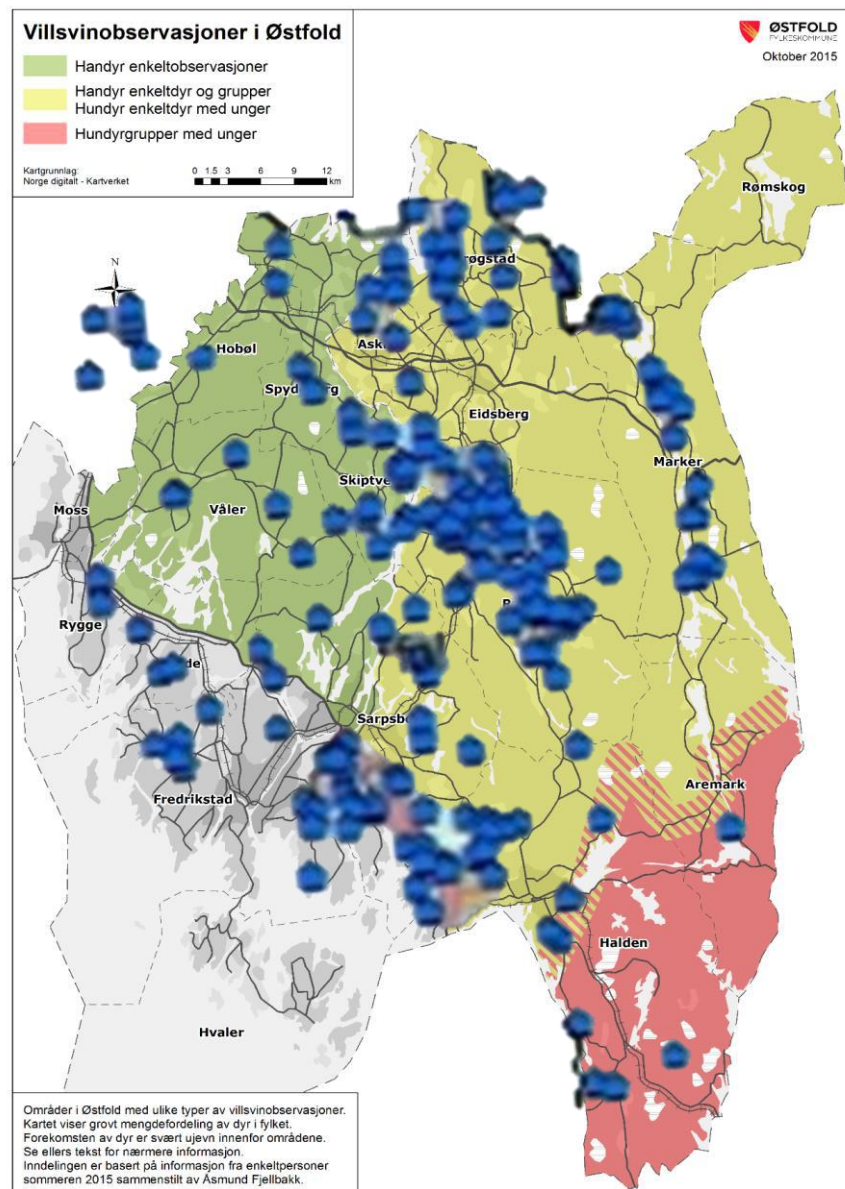 Villsvinobservasjoner i Østfold
Handyr enkeltobservasjoner
Handyr enkeltdyr og grupper
Hundyr enkeltdyr med unger
Hundyrgrupper med unger
Kartgrunnlag:
Norge digitalt - Kartverket
0 1.5 3 6 9 12
km
ØSTFOLD
FYLKESKOMMUNE
Oktober 2015
N
Rømskog
Hobøl
Eidsberg
Marker
Moss
Våler
Rygge
Aremark
Fredrikstad
Halden
Hvaler
Områder i Østfold med ulike typer av villsvinobservasjoner.
Kartet viser grovt mengdefordeling av dyr i fylket.
Forekomsten av dyr er svært ujevn innenfor områdene.
Se ellers tekst for nærmere informasjon.
Inndelingen er basert på informasjon fra enkeltpersoner
sommeren 2015 sammenstilt av Åsmund Fjellbakk.